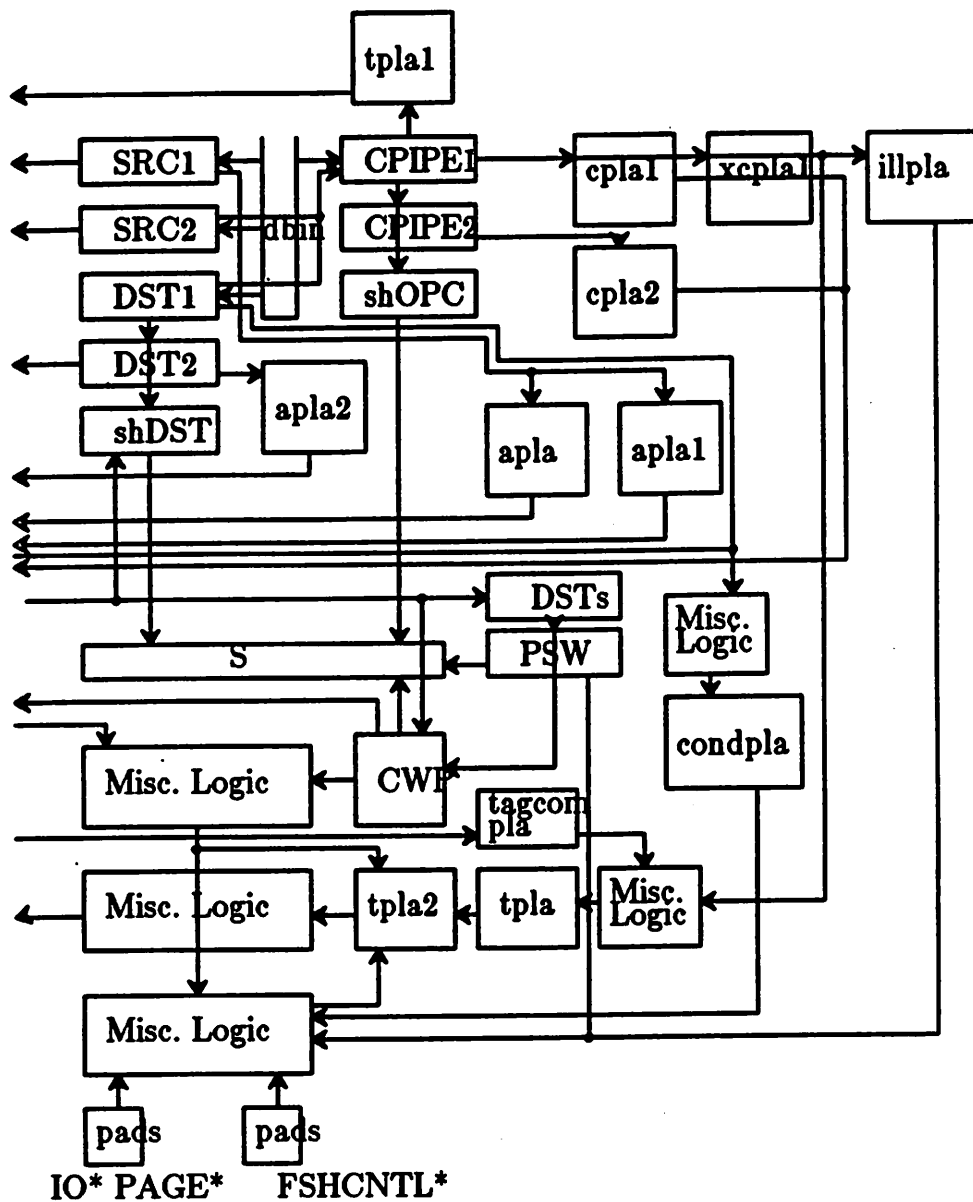 tpla1
SRC1
CPIPE1
cpla1
xcpla1
illpla
SRC2
dbin
CPIPE2
DST1
shOPC
cpla2
DST2
apla2
shDST
apla
apla1
DSTs
Misc.
Logic
S
PSW
condpla
Misc. Logic
CWP
tagcom
pla
Misc. Logic
tpla2
tpla
Misc.
Logic
Misc. Logic
pads
pads
IO* PAGE*
FSHCNTL*